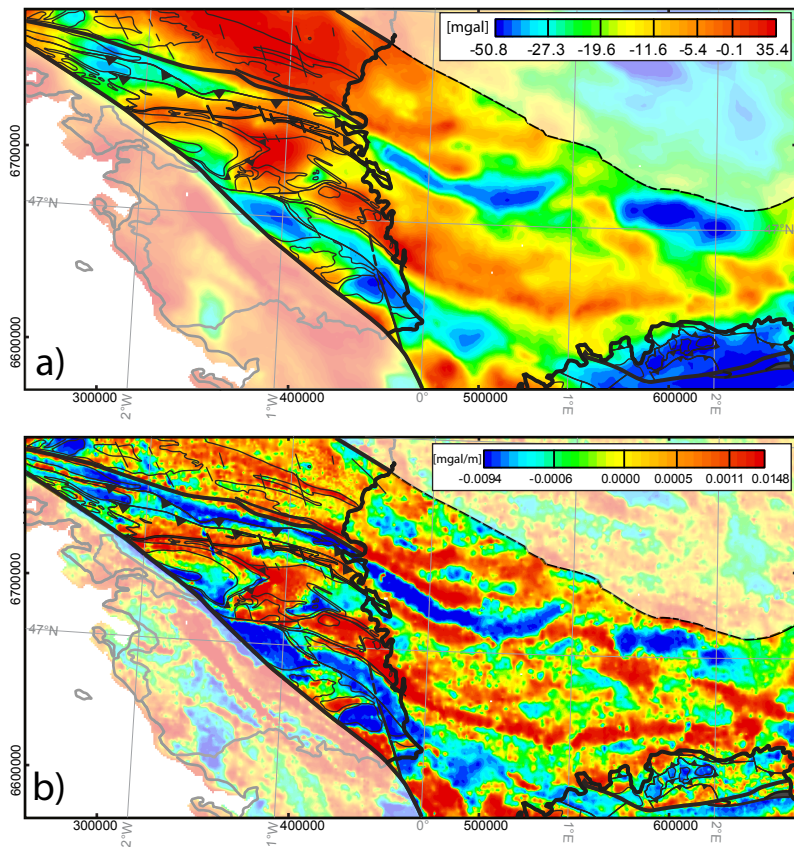 [mgal]
-50.8 -27.3 -19.6 -11.6 -5.4 -0.1 35.4
6700000
47°N
47°N
6600000
a)
300000 400000 500000 600000
2°W 1°W 0° 1°E 2°E
[mgal/m]
-0.0094 -0.0006 0.0000 0.0005 0.0011 0.0148
6700000
47°N
6600000
b)
300000 400000 500000 600000
2°W 1°W 0° 1°E 2°E